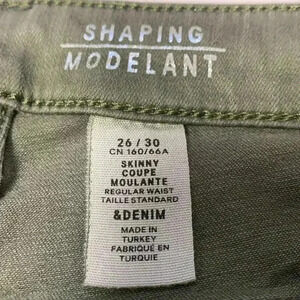 SHAPING
MODELANT
26 / 30
CN 160/66A
SKINNY
COUPE
MOULANTE
REGULAR WAIST
TAILLE STANDARD
&DENIM
MADE IN
TURKEY
FABRIQUÉ EN
TURQUIE